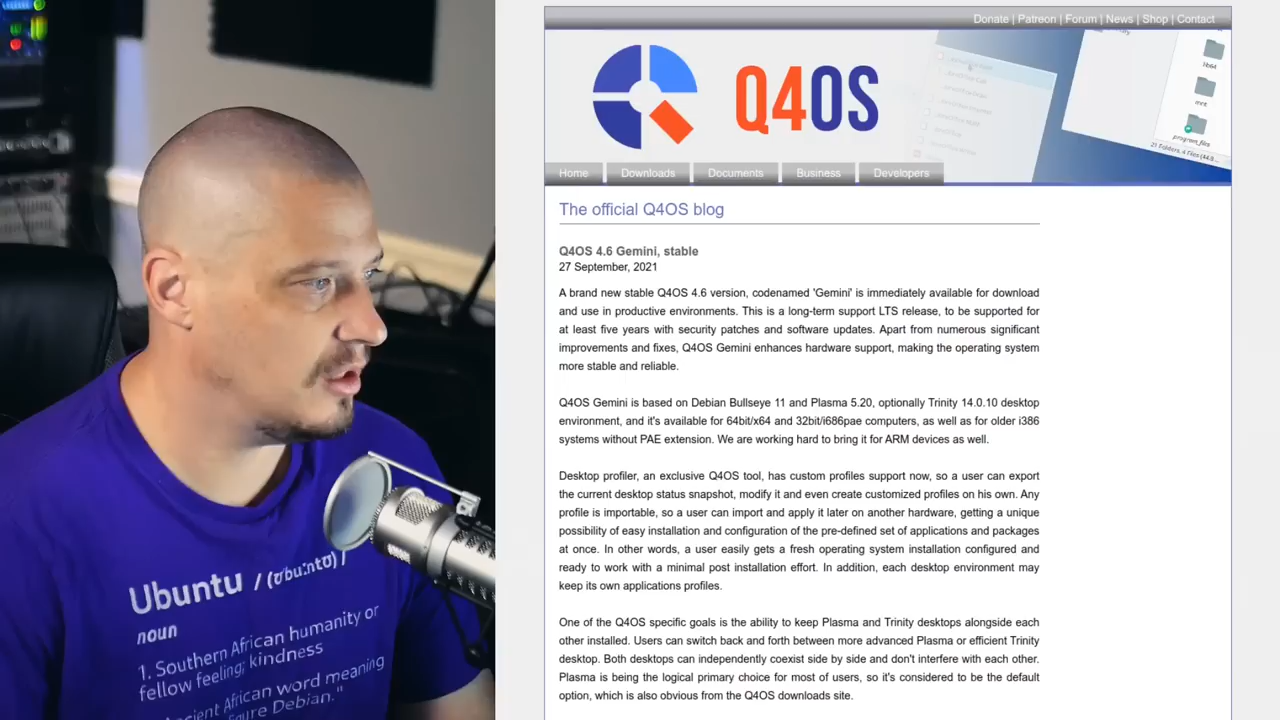 Donate | Patreon | Forum | News | Shop | Contact
Q4OS
Home
Downloads
Documents
Business
Developers
The official Q4OS blog
Q4OS 4.6 Gemini, stable
27 September, 2021
A brand new stable Q4OS 4.6 version, codenamed 'Gemini' is immediately available for download
and use in productive environments. This is a long-term support LTS release, to be supported for
at least five years with security patches and software updates. Apart from numerous significant
improvements and fixes, Q4OS Gemini enhances hardware support, making the operating system
more stable and reliable.
Q4OS Gemini is based on Debian Bullseye 11 and Plasma 5.20, optionally Trinity 14.0.10 desktop
environment, and it's available for 64bit/x64 and 32bit/i686pae computers, as well as for older i386
systems without PAE extension. We are working hard to bring it for ARM devices as well.
Desktop profiler, an exclusive Q4OS tool, has custom profiles support now, so a user can export
the current desktop status snapshot, modify it and even create customized profiles on his own. Any
profile is importable, so a user can import and apply it later on another hardware, getting a unique
possibility of easy installation and configuration of the pre-defined set of applications and packages
at once. In other words, a user easily gets a fresh operating system installation configured and
ready to work with a minimal post installation effort. In addition, each desktop environment may
keep its own applications profiles.
One of the Q4OS specific goals is the ability to keep Plasma and Trinity desktops alongside each
other installed. Users can switch back and forth between more advanced Plasma or efficient Trinity
desktop. Both desktops can independently coexist side by side and don't interfere with each other.
Plasma is being the logical primary choice for most of users, so it's considered to be the default
option, which is also obvious from the Q4OS downloads site.
mnt
program_files
Ubuntu / (ʊˈbuːntʊ) /
noun
1. Southern African humanity or
fellow feeling; kindness
African word meaning
Debian."